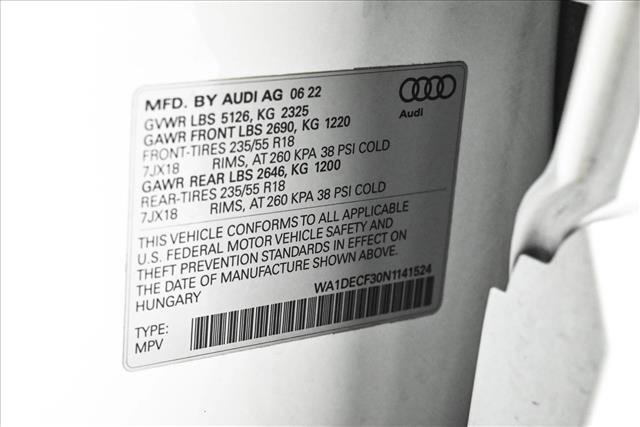 MFD. BY AUDI AG 06 22
GVWR LBS 5126, KG 2325
GAWR FRONT LBS 2690, KG 1220
FRONT-TIRES 235/55 R18
7JX18 RIMS, AT 260 KPA 38 PSI COLD
GAWR REAR LBS 2646, KG 1200
REAR-TIRES 235/55 R18
7JX18 RIMS, AT 260 KPA 38 PSI COLD
Audi
THIS VEHICLE CONFORMS TO ALL APPLICABLE
U.S. FEDERAL MOTOR VEHICLE SAFETY AND
THEFT PREVENTION STANDARDS IN EFFECT ON
THE DATE OF MANUFACTURE SHOWN ABOVE.
HUNGARY WA1DECF30N1141524
TYPE:
MPV